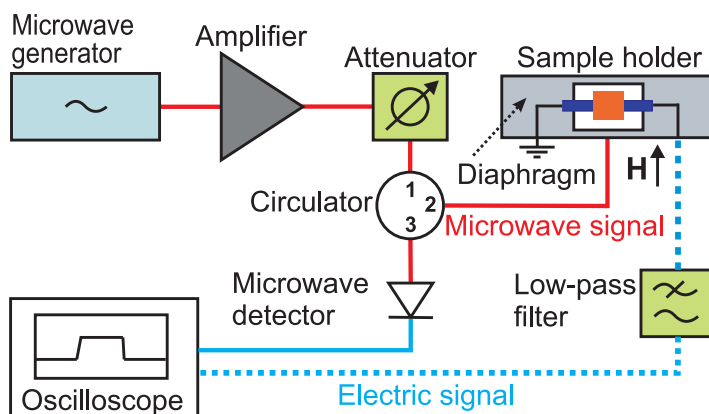 Microwave
generator
Amplifier
Attenuator
Sample holder
Diaphragm
H
Circulator
1
2
3
Microwave signal
Microwave
detector
Low-pass
filter
Oscilloscope
Electric signal